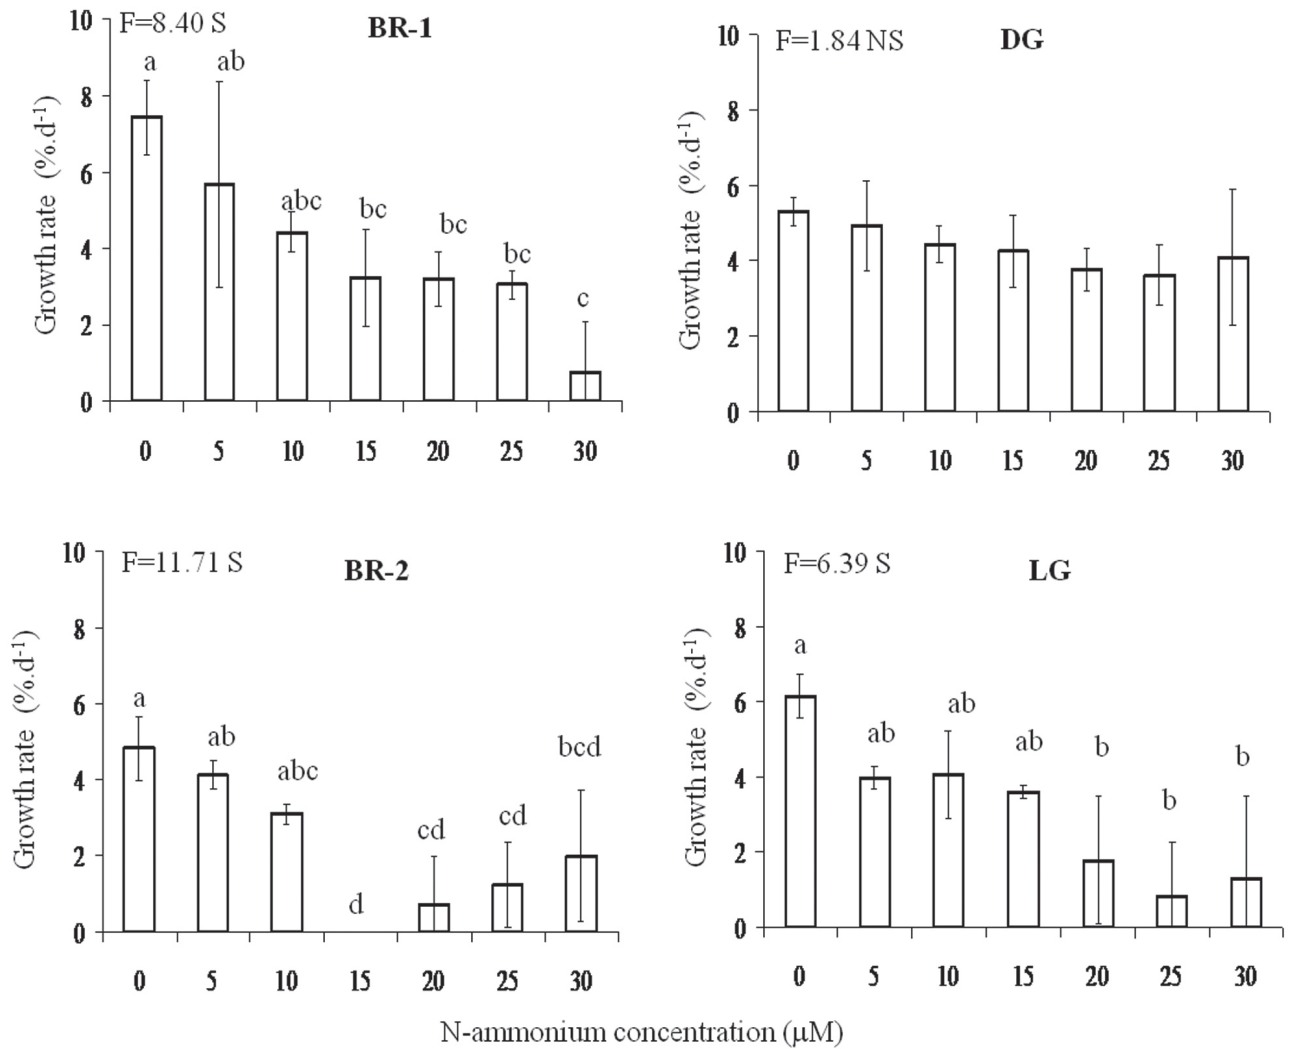 F=8.40 S
BR-1
Growth rate (%.d-1)
10
8
6
4
2
0
a
ab
abc
bc
bc
bc
c
0 5 10 15 20 25 30
F=1.84 NS
DG
Growth rate (%.d-1)
10
8
6
4
2
0
0 5 10 15 20 25 30
F=11.71 S
BR-2
Growth rate (%.d-1)
10
8
6
4
2
0
a
ab
abc
d
cd
cd
bcd
0 5 10 15 20 25 30
F=6.39 S
LG
Growth rate (%.d-1)
10
8
6
4
2
0
a
ab
ab
ab
b
b
b
0 5 10 15 20 25 30
N-ammonium concentration (µM)